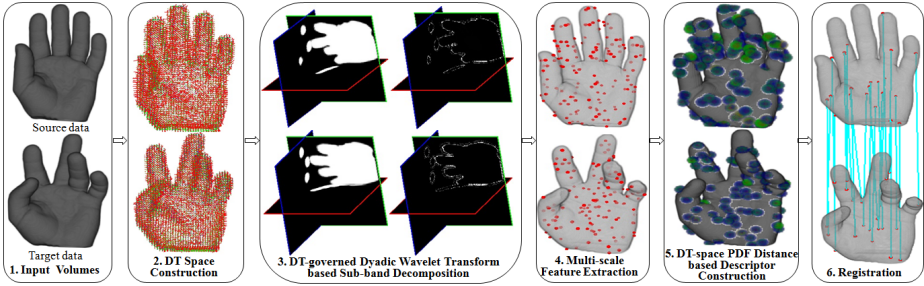 Source data
Target data
1. Input Volumes
2. DT Space
Construction
3. DT-governed Dyadic Wavelet Transform
based Sub-band Decomposition
4. Multi-scale
Feature Extraction
5. DT-space PDF Distance
based Descriptor
Construction
6. Registration